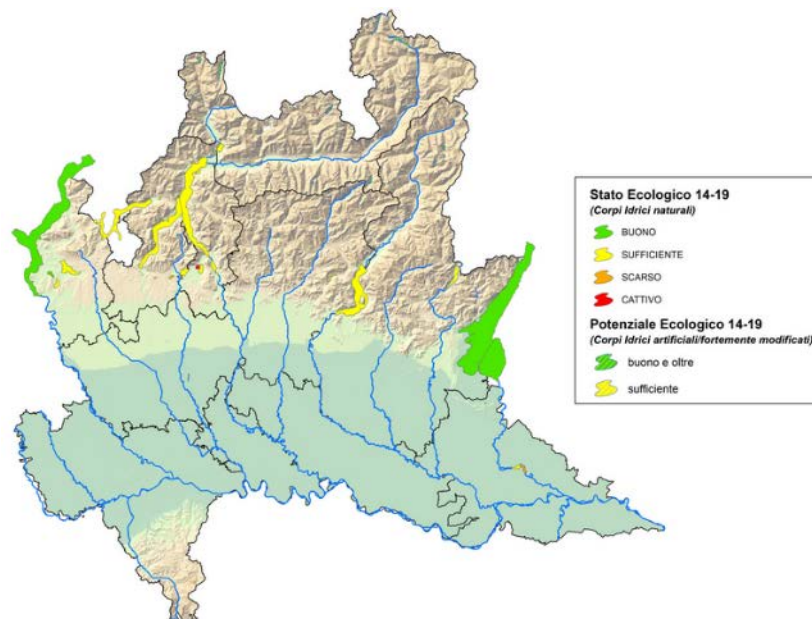 Stato Ecologico 14-19
(Corpi Idrici naturali)
BUONO
SUFFICIENTE
SCARSO
CATTIVO
Potenziale Ecologico 14-19
(Corpi Idrici artificiali/fortemente modificati)
buono e oltre
sufficiente